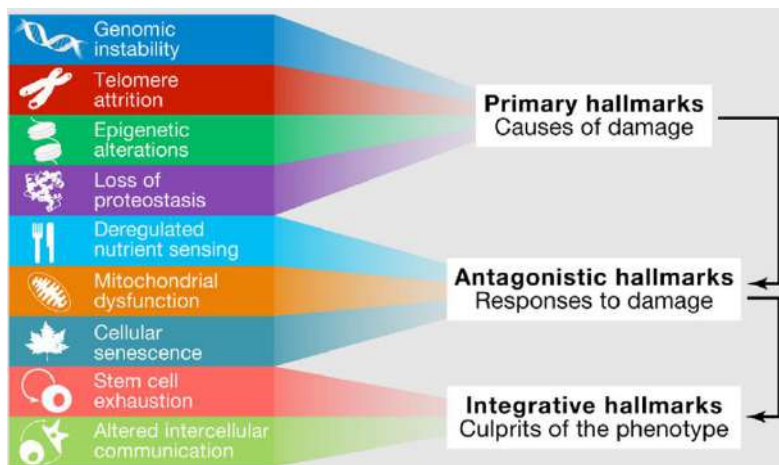 Genomic
instability
Telomere
attrition
Epigenetic
alterations
Loss of
proteostasis
Deregulated
nutrient sensing
Mitochondrial
dysfunction
Cellular
senescence
Stem cell
exhaustion
Altered intercellular
communication
Primary hallmarks
Causes of damage
Antagonistic hallmarks
Responses to damage
Integrative hallmarks
Culprits of the phenotype